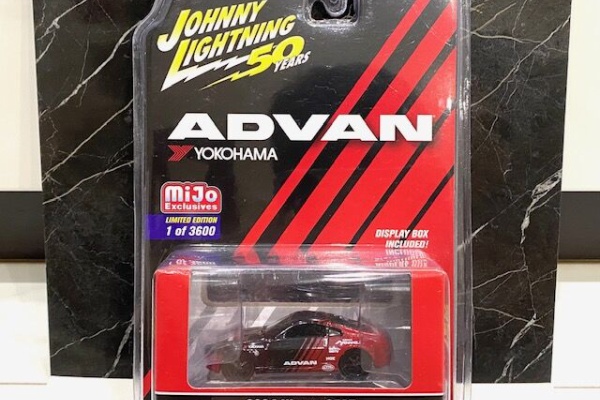 JOHNNY
LIGHTNING
50
YEARS
ADVAN
YOKOHAMA
MiJo
Exclusives
LIMITED EDITION
1 of 3600
DISPLAY BOX
INCLUDED!
ADVAN